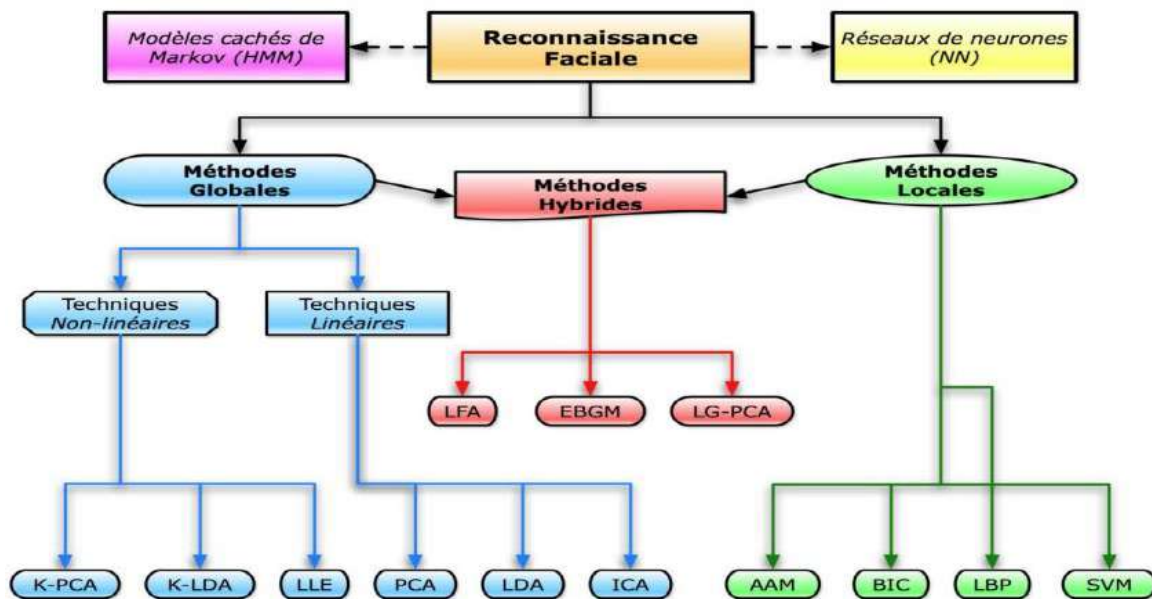 Modèles cachés de
Markov (HMM)
Reconnaissance
Faciale
Réseaux de neurones
(NN)
Méthodes
Globales
Méthodes
Hybrides
Méthodes
Locales
Techniques
Non-linéaires
Techniques
Linéaires
LFA
EBGM
LG-PCA
K-PCA
K-LDA
LLE
PCA
LDA
ICA
AAM
BIC
LBP
SVM